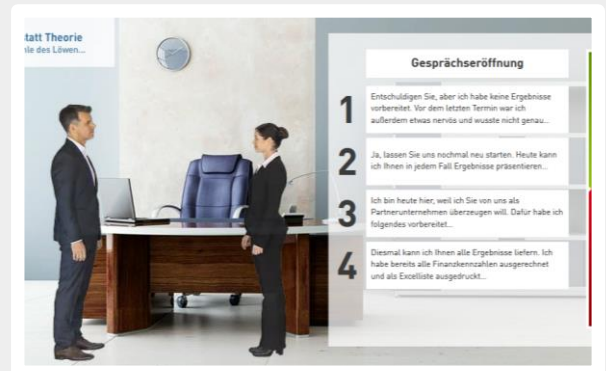 statt Theorie
hle des Löwen...
Gesprächseröffnung
1
Entschuldigen Sie, aber ich habe keine Ergebnisse
vorbereitet. Vor dem letzten Termin war ich
außerdem etwas nervös und wusste nicht genau...
2
Ja, lassen Sie uns nochmal neu starten. Heute kann
ich Ihnen in jedem Fall Ergebnisse präsentieren...
3
Ich bin heute hier, weil ich Sie von uns als
Partnerunternehmen überzeugen will. Dafür habe ich
folgendes vorbereitet...
4
Diesmal kann ich Ihnen alle Ergebnisse liefern. Ich
habe bereits alle Finanzkennzahlen ausgerechnet
und als Excelliste ausgedruckt...